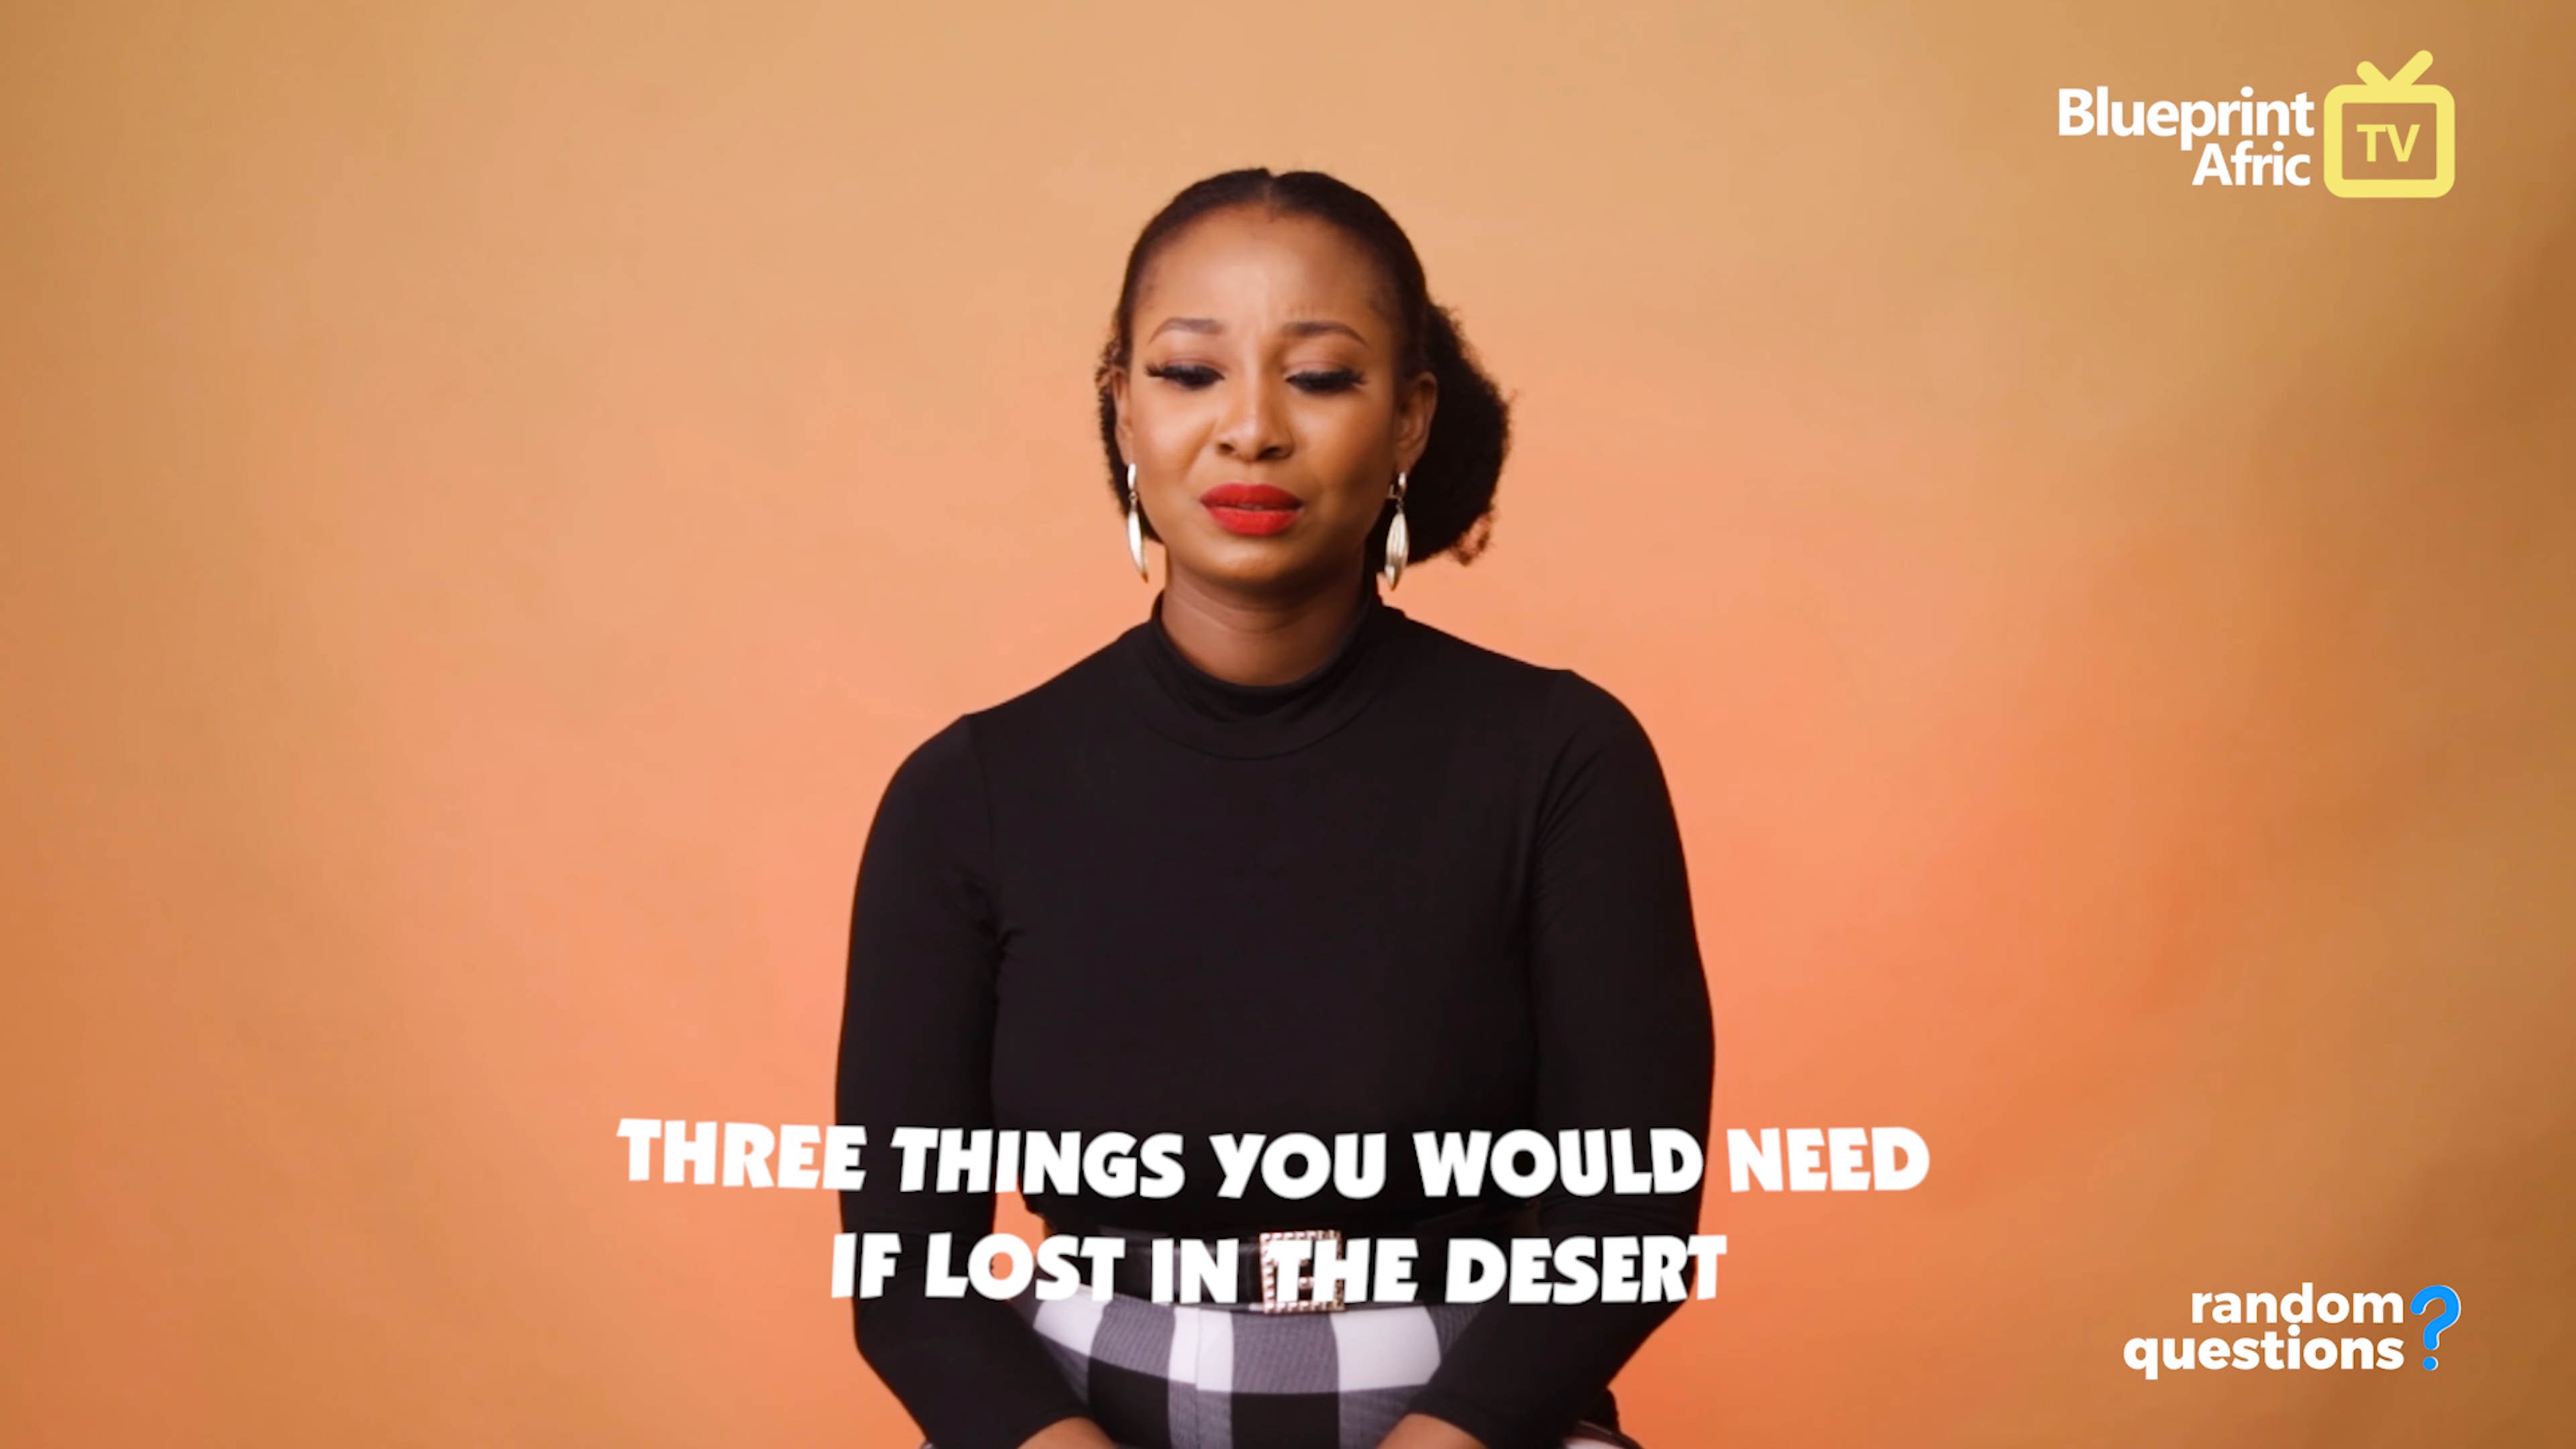 Blueprint
Afric
TV
THREE THINGS YOU WOULD NEED
IF LOST IN THE DESERT
random
questions?